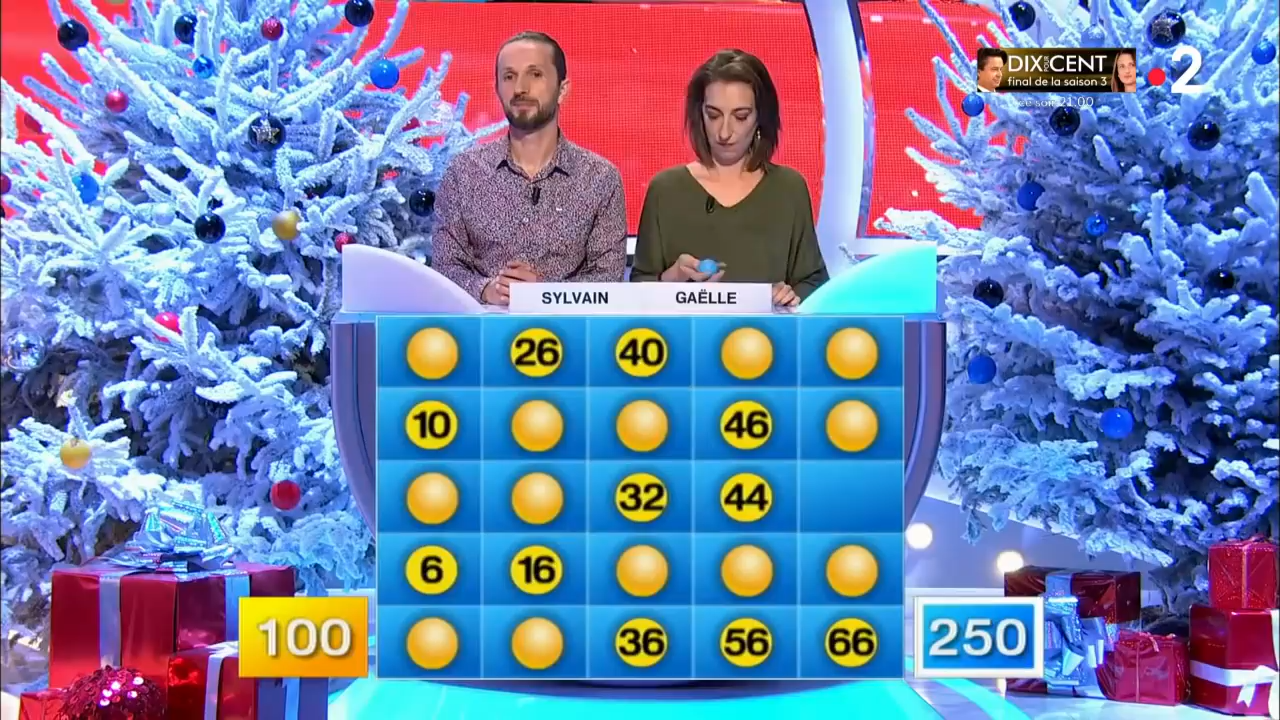 DIX POUR CENT
final de la saison 3
ce soir 21:00
2
SYLVAIN GAËLLE
26 40
10 46
32 44
6 16
36 56 66
100
250